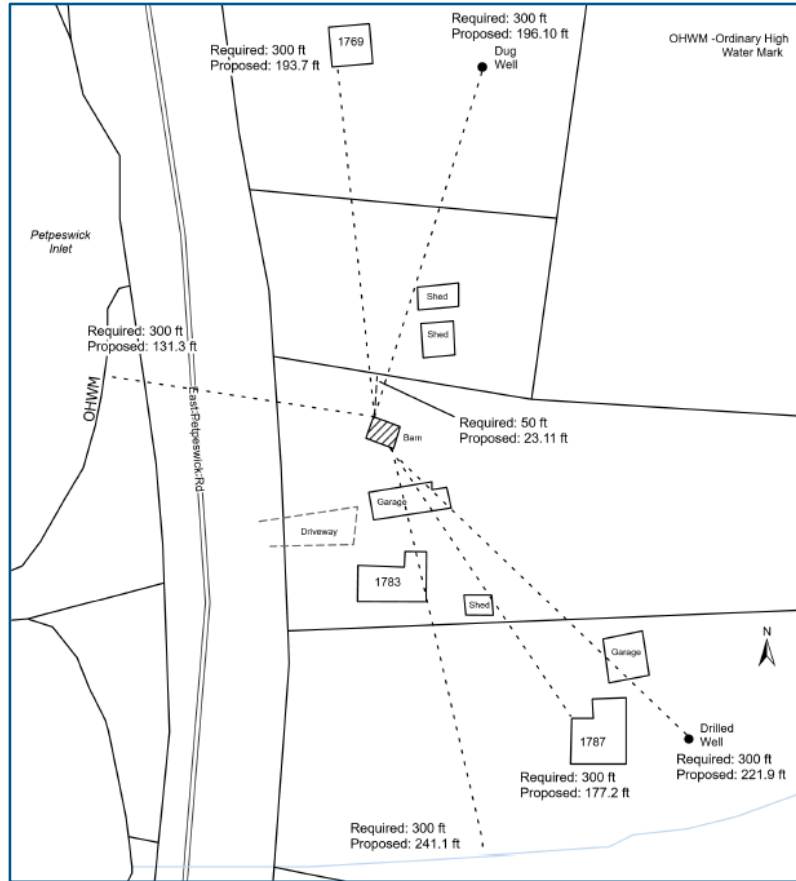 Required: 300 ft
Proposed: 196.10 ft
Dug
Well
1769
Required: 300 ft
Proposed: 193.7 ft
OHWM -Ordinary High
Water Mark
Petpeswick
Inlet
Shed
Shed
Required: 300 ft
Proposed: 131.3 ft
OHWM
East Petpeswick Rd
Required: 50 ft
Proposed: 23.11 ft
Barn
Garage
Driveway
1783
Shed
N
Garage
1787
Drilled
Well
Required: 300 ft
Proposed: 221.9 ft
Required: 300 ft
Proposed: 177.2 ft
Required: 300 ft
Proposed: 241.1 ft